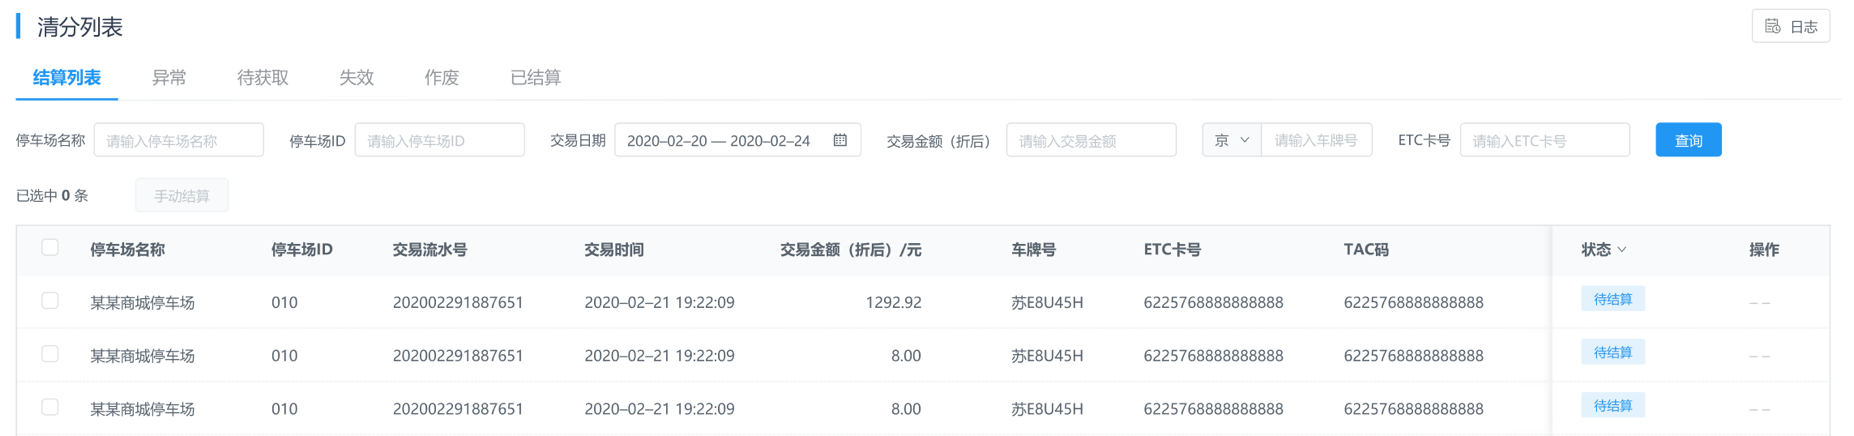 清分列表
日志
结算列表 异常 待获取 失效 作废 已结算
停车场名称 请输入停车场名称 停车场ID 请输入停车场ID 交易日期 2020–02–20 — 2020–02–24 交易金额（折后） 请输入交易金额 京 请输入车牌号 ETC卡号 请输入ETC卡号 查询
已选中 0 条 手动结算
停车场名称 停车场ID 交易流水号 交易时间 交易金额（折后）/元 车牌号 ETC卡号 TAC码 状态 操作
某某商城停车场 010 202002291887651 2020–02–21 19:22:09 1292.92 苏E8U45H 6225768888888888 6225768888888888 待结算 – –
某某商城停车场 010 202002291887651 2020–02–21 19:22:09 8.00 苏E8U45H 6225768888888888 6225768888888888 待结算 – –
某某商城停车场 010 202002291887651 2020–02–21 19:22:09 8.00 苏E8U45H 6225768888888888 6225768888888888 待结算 – –